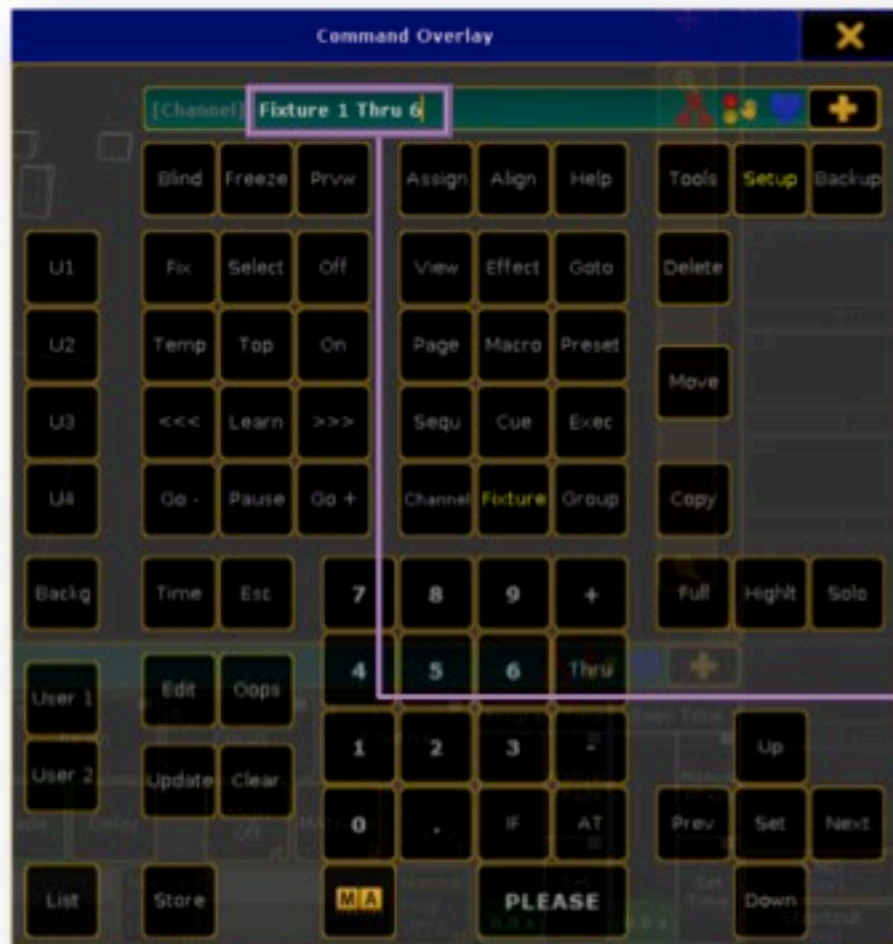 Command Overlay
[Channel] Fixture 1 Thru 6
Blind Freeze Prvw Assign Align Help Tools Setup Backup
U1 Fix Select Off View Effect Goto Delete
U2 Temp Top On Page Macro Preset
Move
U3 <<< Learn >>> Sequ Cue Exec
U4 Go - Pause Go + Channel Fixture Group Copy
Backg Time Esc 7 8 9 + Full Highlt Solo
User 1 Edit Oops 4 5 6 Thru
User 2 Update Clear 1 2 3 - Up
0 . IF AT Prev Set Next
List Store MA PLEASE Down